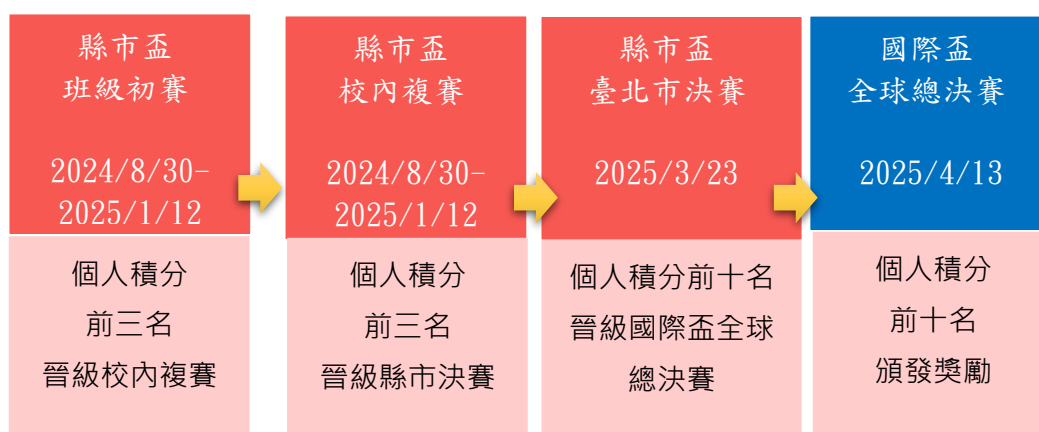 縣市盃
班級初賽
2024/8/30-
2025/1/12
個人積分
前三名
晉級校內複賽
縣市盃
校內複賽
2024/8/30-
2025/1/12
個人積分
前三名
晉級縣市決賽
縣市盃
臺北市決賽
2025/3/23
個人積分前十名
晉級國際盃全球
總決賽
國際盃
全球總決賽
2025/4/13
個人積分
前十名
頒發獎勵